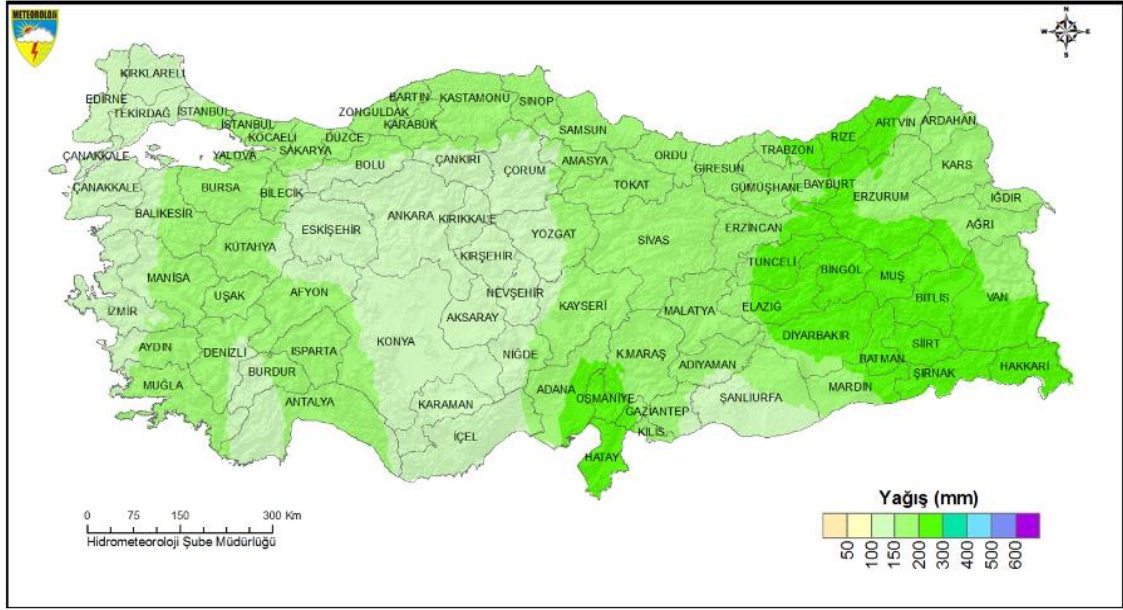 METEOROLOJİ
N
W E
S
KIRKLARELİ
EDİRNE
TEKİRDAĞ İSTANBUL
İSTANBUL
KOCAELİ
YALOVA
SAKARYA
DÜZCE
ZONGULDAK
BARTIN
KARABÜK
KASTAMONU
SİNOP
SAMSUN
ÇANAKKALE
ÇANAKKALE
BALIKESİR
BURSA
BİLECİK
BOLU
ÇANKIRI
ÇORUM
AMASYA
TOKAT
ORDU
GİRESUN
TRABZON
RİZE
ARTVİN
ARDAHAN
KARS
GÜMÜŞHANE
BAYBURT
ERZURUM
IĞDIR
AĞRI
ERZİNCAN
SİVAS
YOZGAT
KIRIKKALE
ANKARA
ESKİŞEHİR
KÜTAHYA
MANİSA
UŞAK
AFYON
KIRŞEHİR
NEVŞEHİR
KAYSERİ
MALATYA
ELAZIĞ
TUNCELİ
BİNGÖL
MUŞ
BİTLİS
VAN
İZMİR
AYDIN
DENİZLİ
ISPARTA
BURDUR
KONYA
AKSARAY
NİĞDE
K.MARAŞ
ADIYAMAN
DİYARBAKIR
BATMAN
SİİRT
ŞIRNAK
HAKKARİ
MARDİN
ŞANLIURFA
GAZİANTEP
KİLİS
OSMANİYE
ADANA
HATAY
MUĞLA
ANTALYA
KARAMAN
İÇEL
0 75 150 300 Km
Hidrometeoroloji Şube Müdürlüğü
Yağış (mm)
50 100 150 200 300 400 500 600